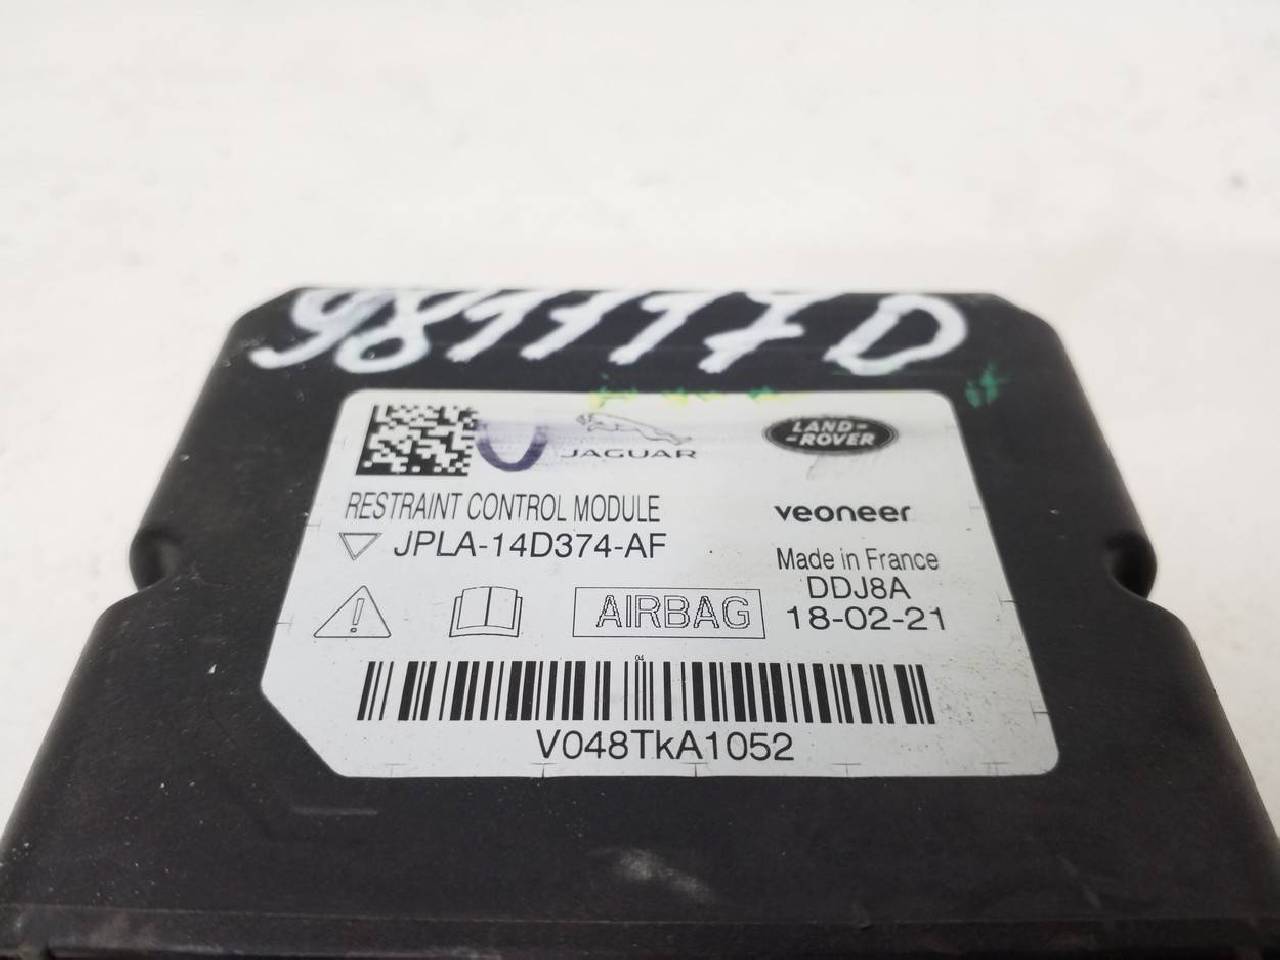 981117D
JAGUAR
LAND-
-ROVER
RESTRAINT CONTROL MODULE
veoneer
JPLA-14D374-AF
Made in France
DDJ8A
AIRBAG
18-02-21
V048TkA1052